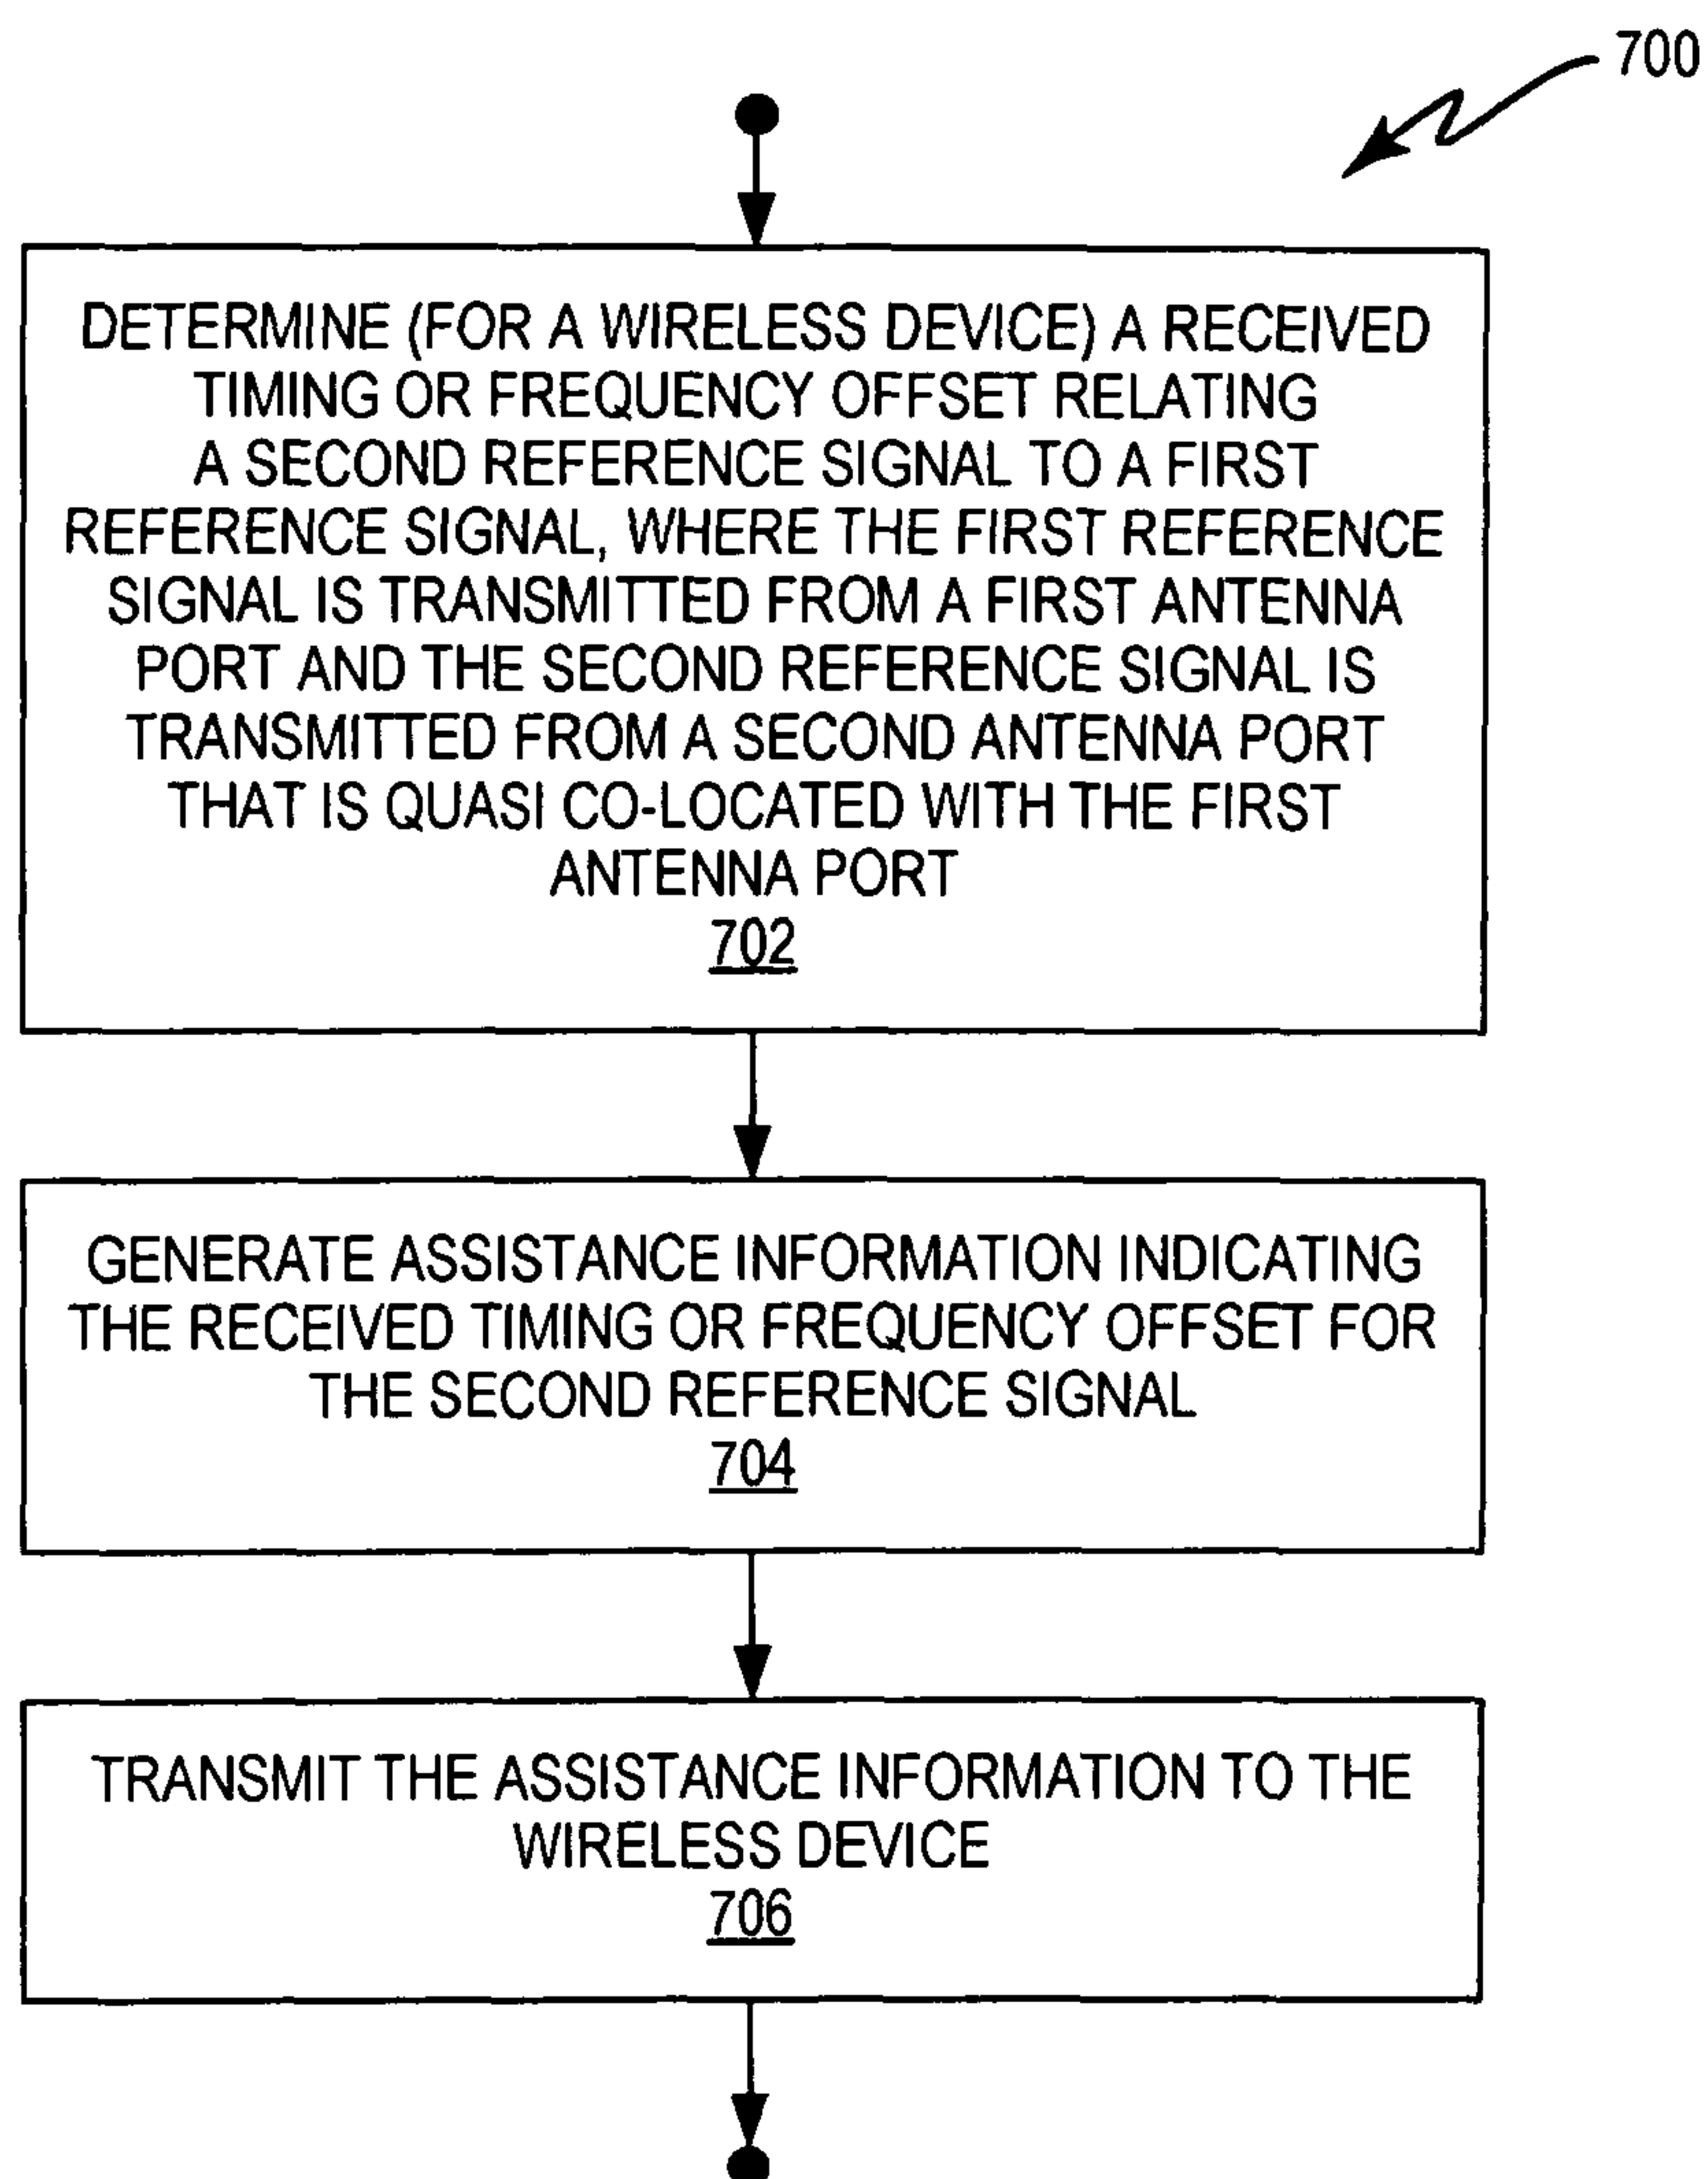 700
DETERMINE (FOR A WIRELESS DEVICE) A RECEIVED
TIMING OR FREQUENCY OFFSET RELATING
A SECOND REFERENCE SIGNAL TO A FIRST
REFERENCE SIGNAL, WHERE THE FIRST REFERENCE
SIGNAL IS TRANSMITTED FROM A FIRST ANTENNA
PORT AND THE SECOND REFERENCE SIGNAL IS
TRANSMITTED FROM A SECOND ANTENNA PORT
THAT IS QUASI CO-LOCATED WITH THE FIRST
ANTENNA PORT
702
GENERATE ASSISTANCE INFORMATION INDICATING
THE RECEIVED TIMING OR FREQUENCY OFFSET FOR
THE SECOND REFERENCE SIGNAL
704
TRANSMIT THE ASSISTANCE INFORMATION TO THE
WIRELESS DEVICE
706